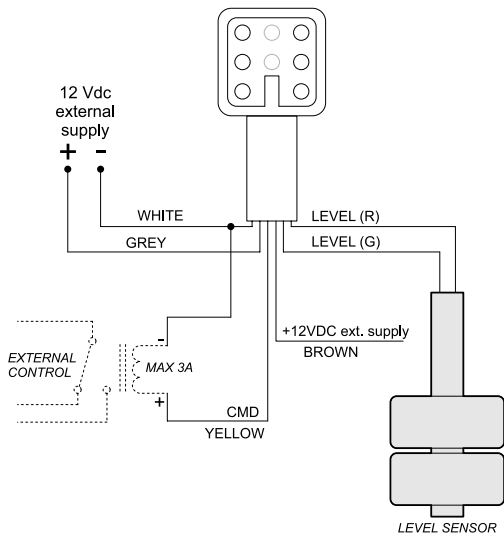 12 Vdc
external
supply
+ -
WHITE
GREY
LEVEL (R)
LEVEL (G)
+12VDC ext. supply
BROWN
-
EXTERNAL
CONTROL
MAX 3A
+
CMD
YELLOW
LEVEL SENSOR